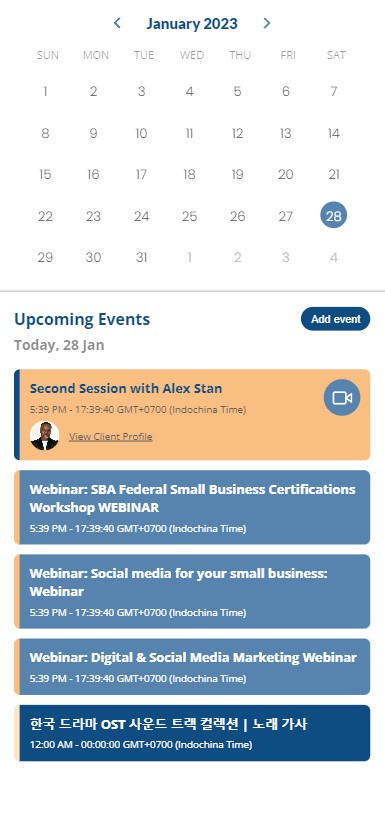 January 2023
SUN MON TUE WED THU FRI SAT
1 2 3 4 5 6 7
8 9 10 11 12 13 14
15 16 17 18 19 20 21
22 23 24 25 26 27 28
29 30 31 1 2 3 4
Upcoming Events
Add event
Today, 28 Jan
Second Session with Alex Stan
5:39 PM - 17:39:40 GMT+0700 (Indochina Time)
View Client Profile
Webinar: SBA Federal Small Business Certifications
Workshop WEBINAR
5:39 PM - 17:39:40 GMT+0700 (Indochina Time)
Webinar: Social media for your small business:
Webinar
5:39 PM - 17:39:40 GMT+0700 (Indochina Time)
Webinar: Digital & Social Media Marketing Webinar
5:39 PM - 17:39:40 GMT+0700 (Indochina Time)
한국 드라마 OST 사운드 트랙 컬렉션 | 노래 가사
12:00 AM - 00:00:00 GMT+0700 (Indochina Time)